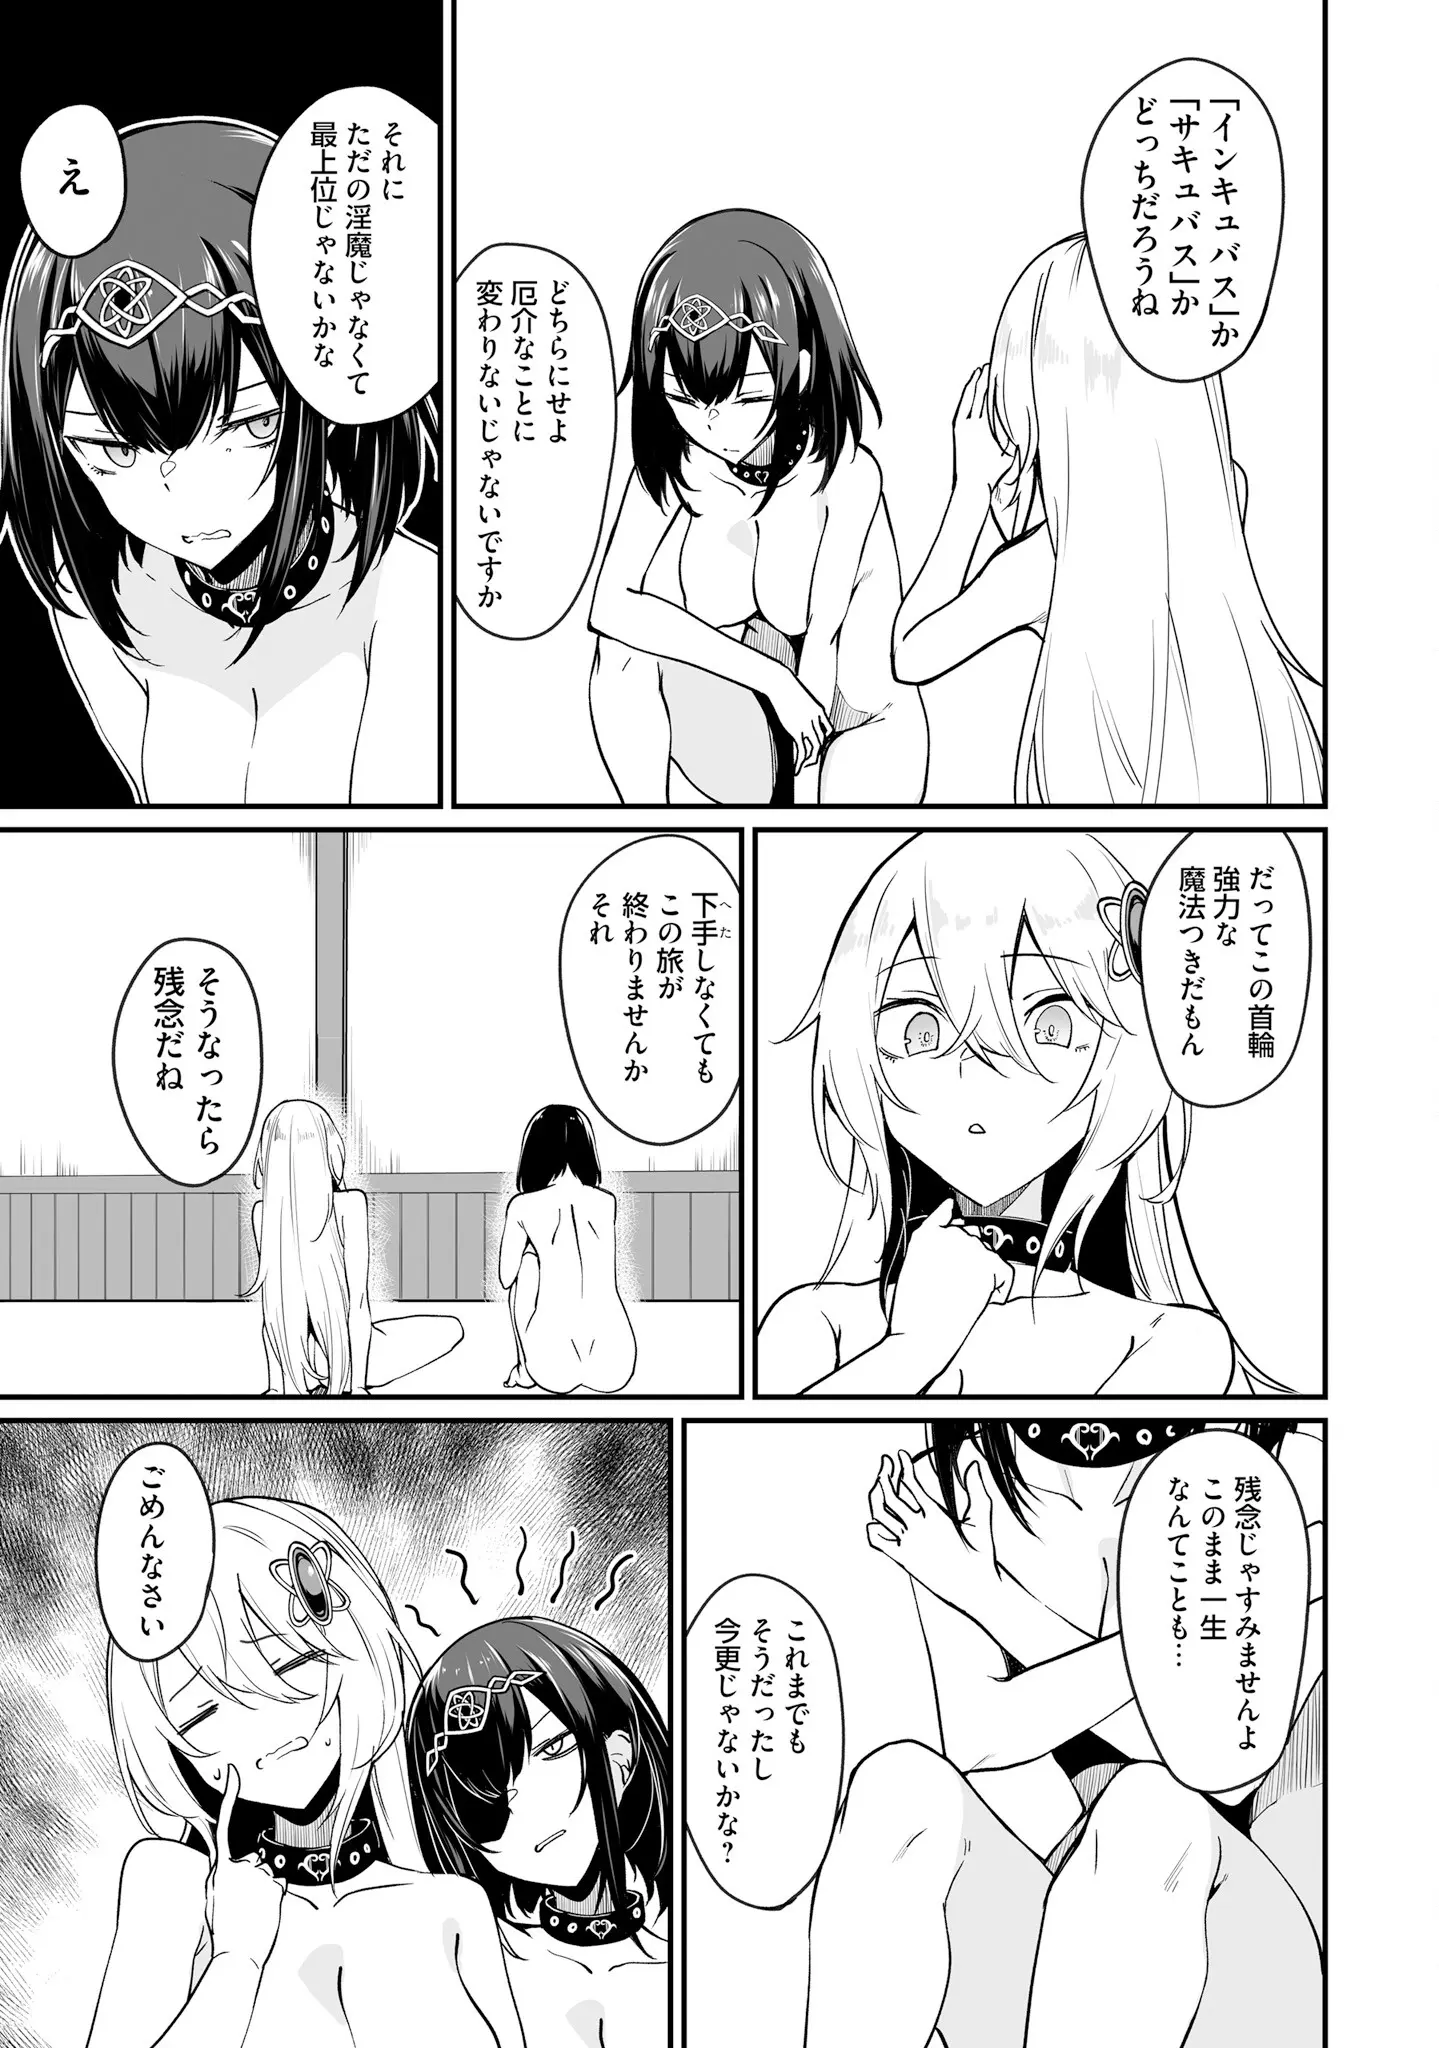 「インキュバス」か
「サキュバス」か
どっちだろうね
どちらにせよ
厄介なことに
変わりないじゃないですか
それに
ただの淫魔じゃなくて
最上位じゃないかな
え
だってこの首輪
強力な
魔法つきだもん
下手しなくても
へた
この旅が
終わりませんか
それ
そうなったら
残念だね
残念じゃすみませんよ
このまま一生
なんてことも…
これまでも
そうだったし
今更じゃないかな?
ごめんなさい